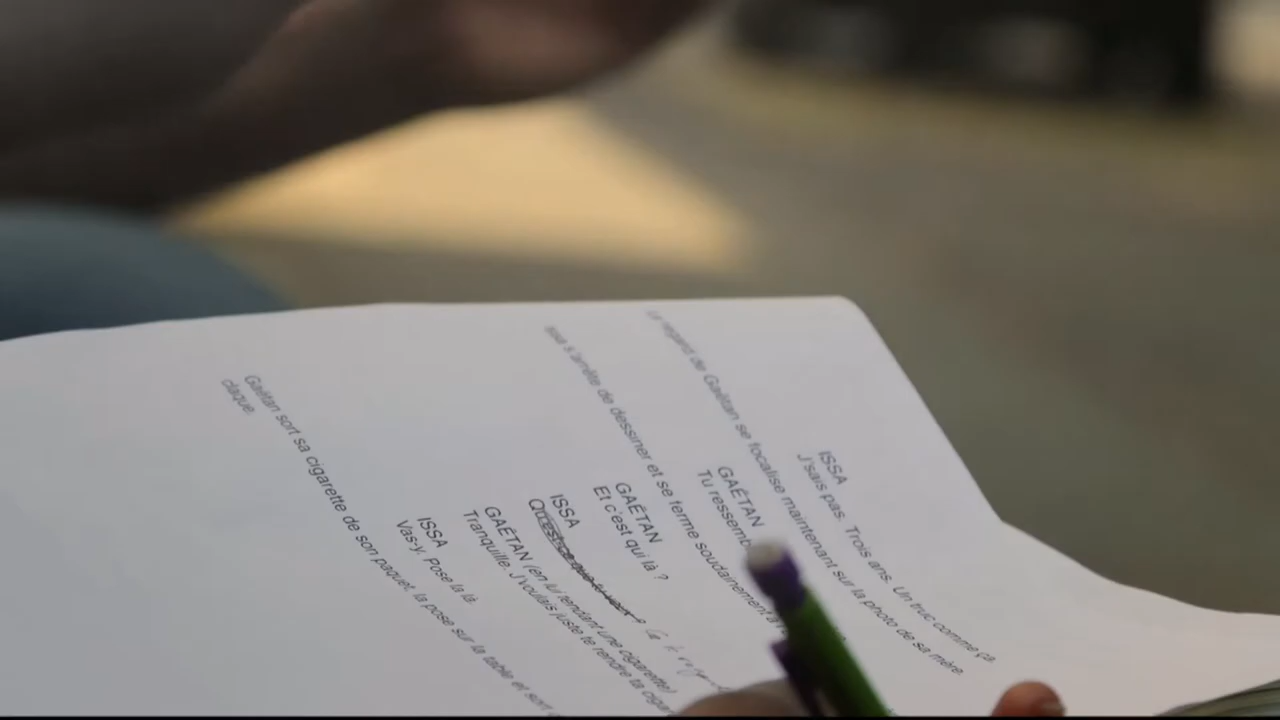 ISSA
J'sais pas. Trois ans. Un truc comme ça
Le regard de Gaëtan se focalise maintenant sur la photo de sa mère.
GAËTAN
Tu ressemb
s'arrête de dessiner et se ferme soudainement
GAËTAN
Et c'est qui là ?
ISSA
GAËTAN (en lui tendant une cigarette)
Tranquille. J'voulais juste te rendre ta cigar
ISSA
Vas-y. Pose la là.
Gaëtan sort sa cigarette de son paquet, la pose sur la table et sort
claque.